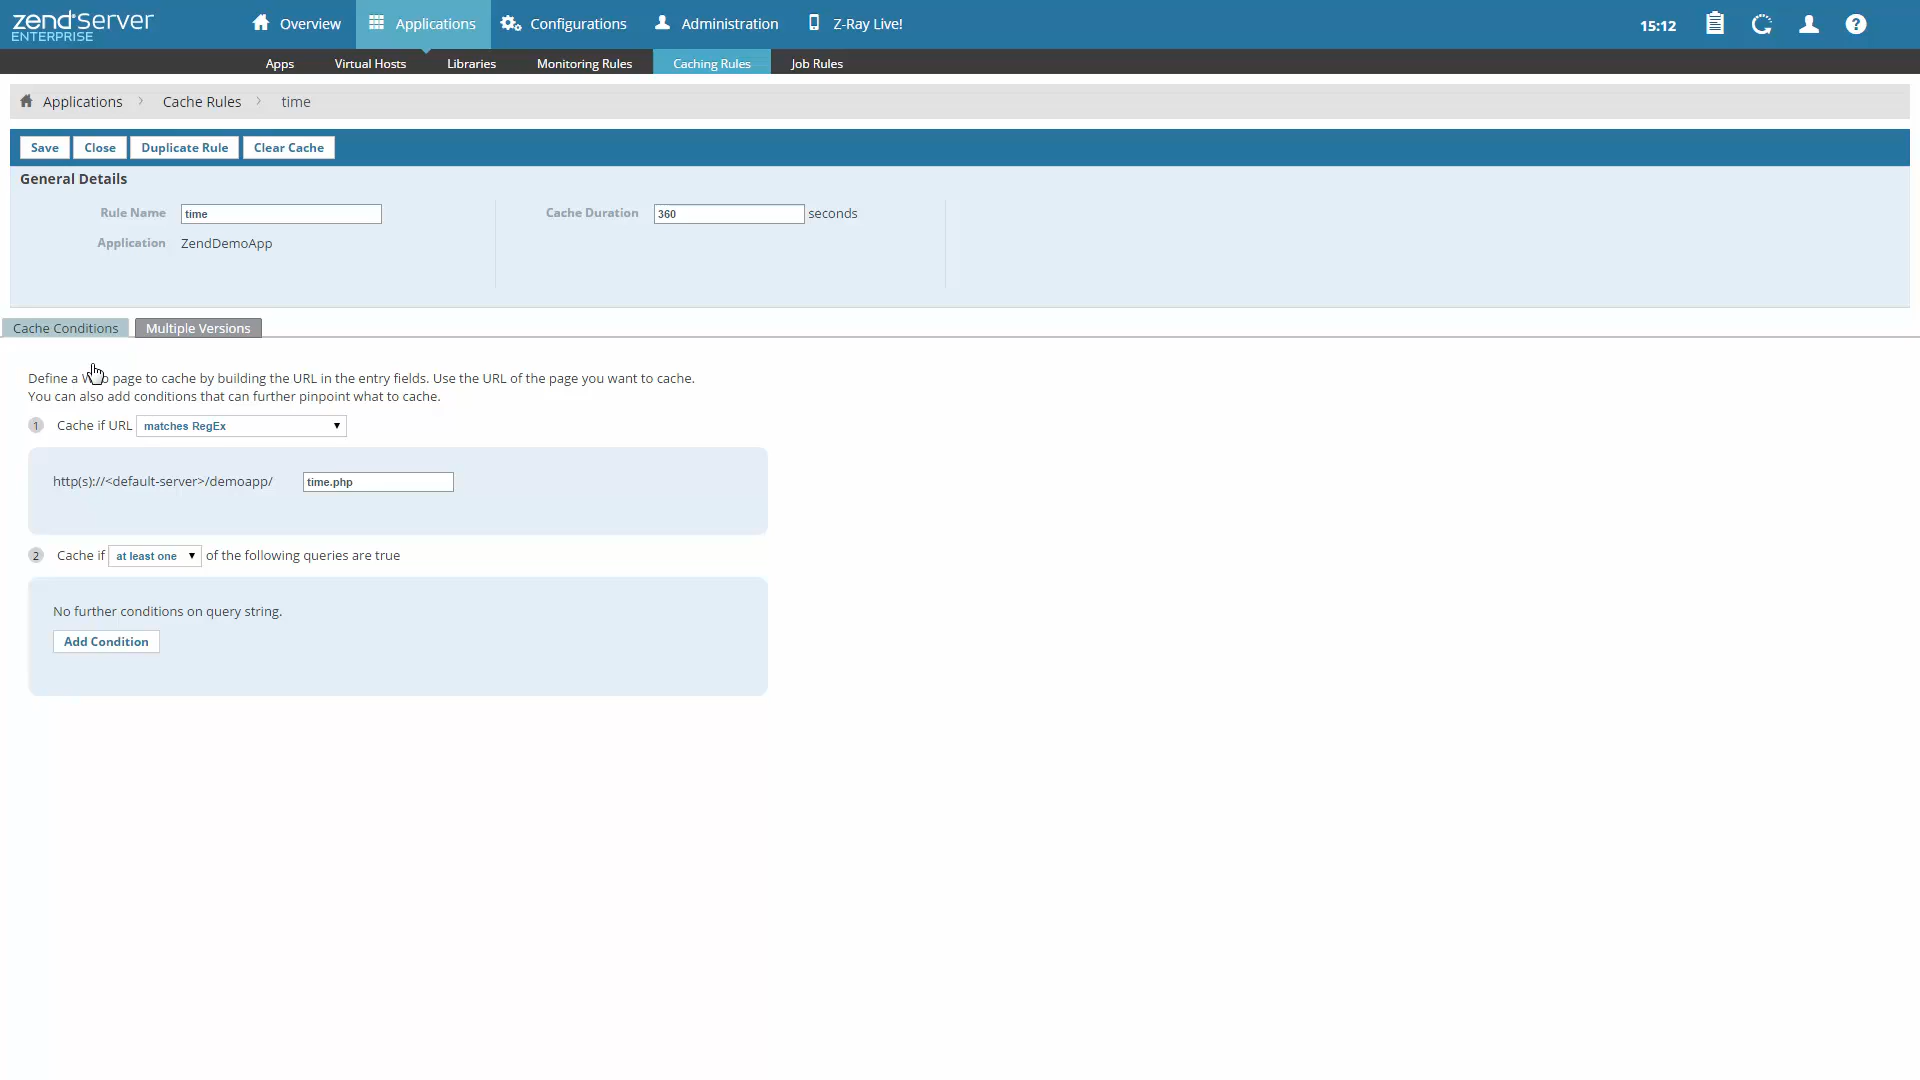 zend Server
ENTERPRISE
Overview
Applications
Configurations
Administration
Z-Ray Live!
15:12
Apps
Virtual Hosts
Libraries
Monitoring Rules
Caching Rules
Job Rules
Applications
Cache Rules
time
Save
Close
Duplicate Rule
Clear Cache
General Details
Rule Name
time
Cache Duration
360
seconds
Application
ZendDemoApp
Cache Conditions
Multiple Versions
Define a Web page to cache by building the URL in the entry fields. Use the URL of the page you want to cache.
You can also add conditions that can further pinpoint what to cache.
1 Cache if URL matches RegEx
http(s)://<default-server>/demoapp/ time.php
2 Cache if at least one of the following queries are true
No further conditions on query string.
Add Condition